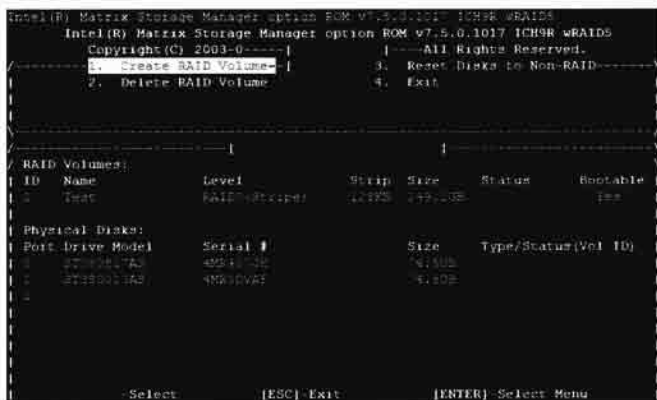 Intel(R) Matrix Storage Manager option ROM v7.5.0.1017 ICH9R wRAID5
Intel(R) Matrix Storage Manager option ROM v7.5.0.1017 ICH9R wRAID5
Copyright(C) 2003-0 All Rights Reserved.
1. Create RAID Volume 3. Reset Disks to Non-RAID
2. Delete RAID Volume 4. Exit
RAID Volumes:
ID Name Level Strip Size Status Bootable
Test 128KB Yes
Physical Disks:
Port Drive Model Serial # Size Type/Status(Vol ID)
-Select [ESC]-Exit [ENTER]-Select Menu